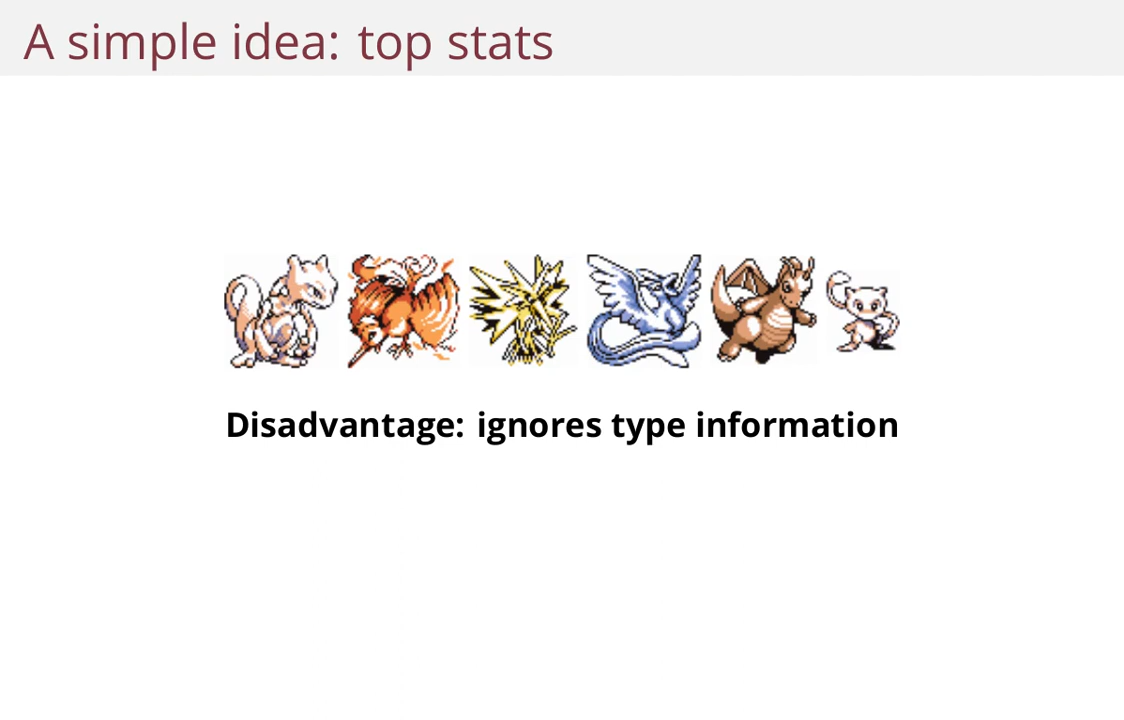 A simple idea: top stats
Disadvantage: ignores type information